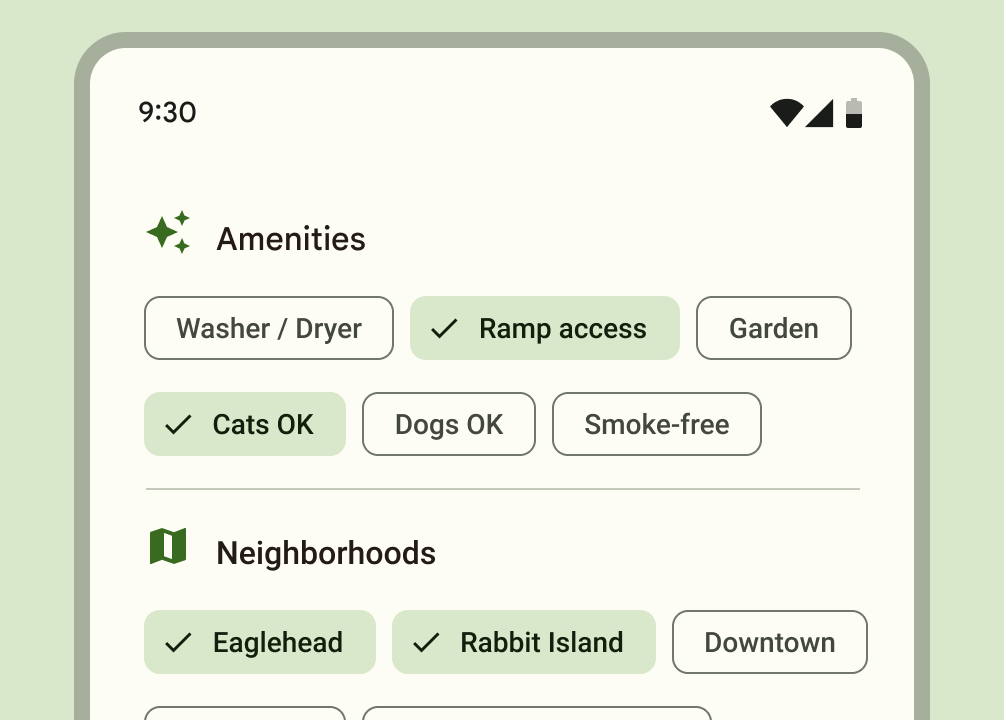 9:30
Amenities
Washer / Dryer
Ramp access
Garden
Cats OK
Dogs OK
Smoke-free
Neighborhoods
Eaglehead
Rabbit Island
Downtown